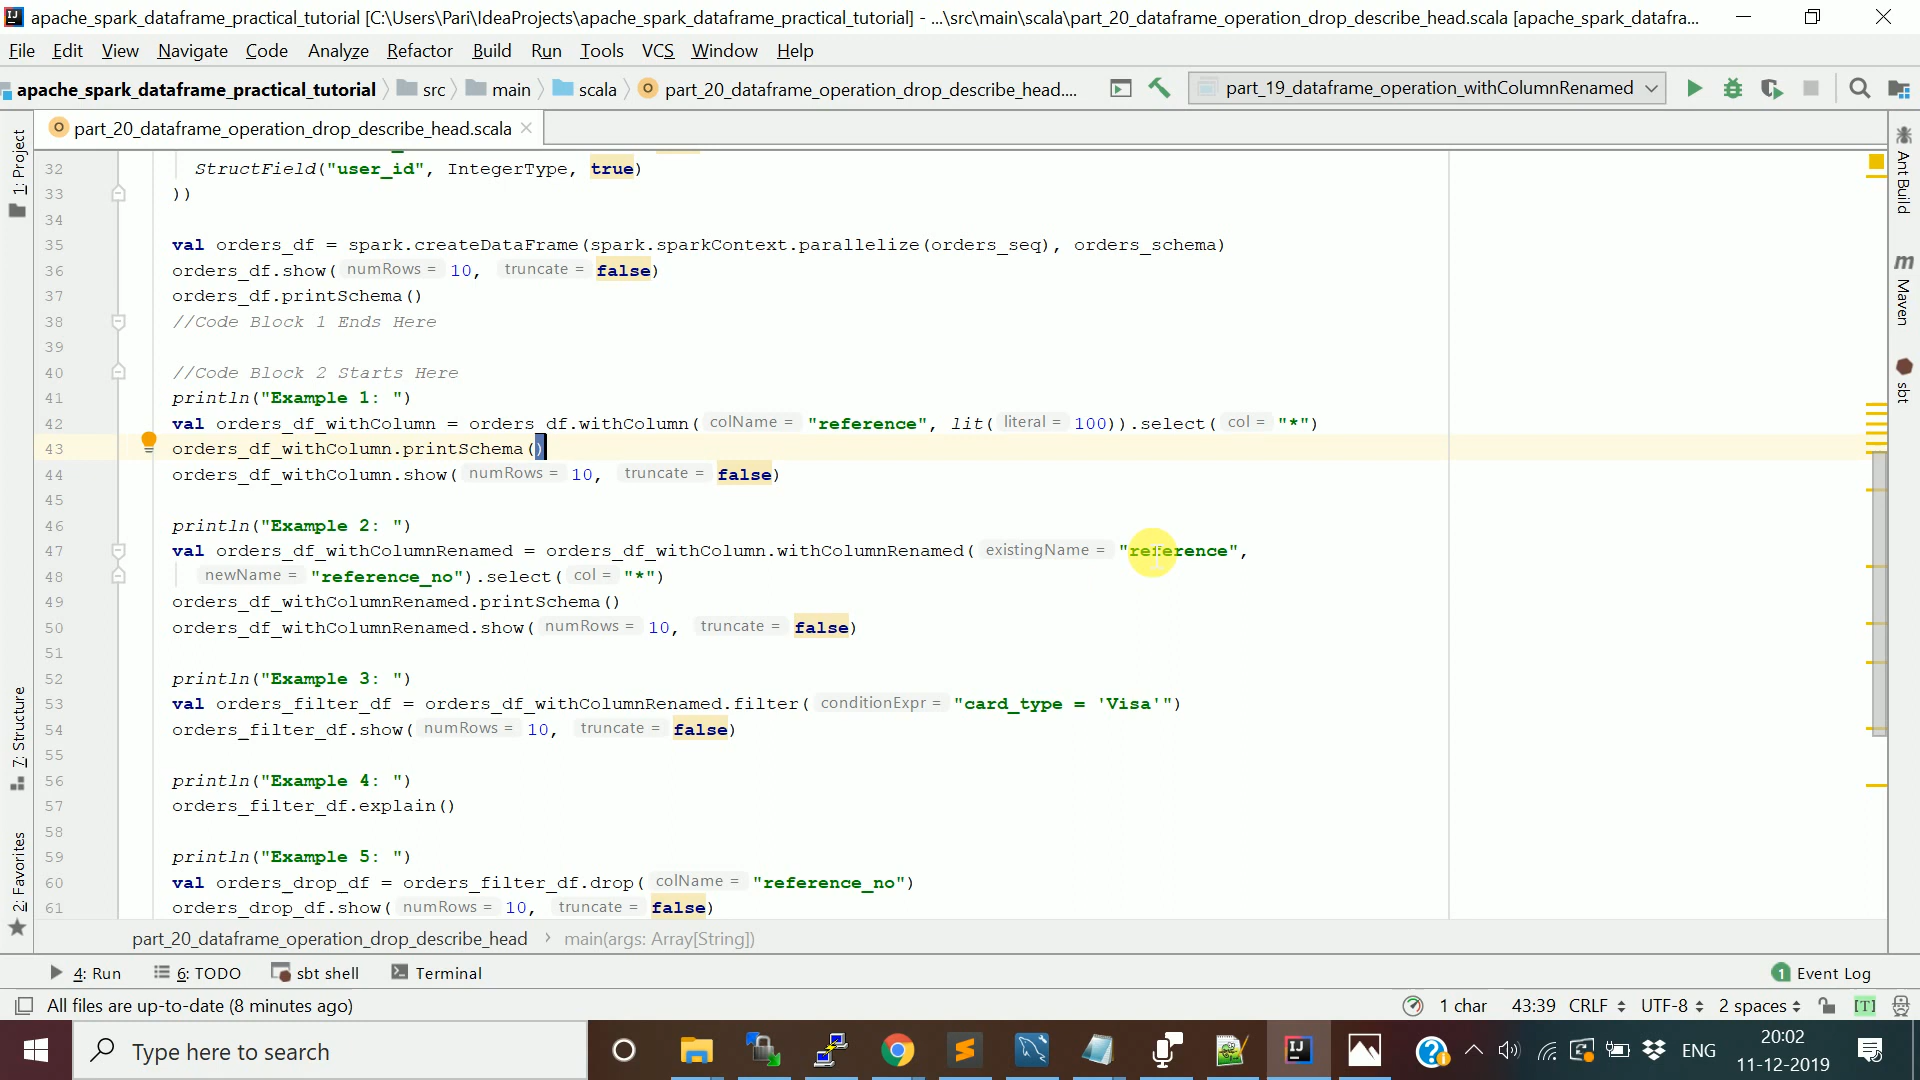 apache_spark_dataframe_practical_tutorial [C:\Users\Pari\IdeaProjects\apache_spark_dataframe_practical_tutorial] - ...\src\main\scala\part_20_dataframe_operation_drop_describe_head.scala [apache_spark_datafra...
File Edit View Navigate Code Analyze Refactor Build Run Tools VCS Window Help
apache_spark_dataframe_practical_tutorial src main scala part_20_dataframe_operation_drop_describe_head.... part_19_dataframe_operation_withColumnRenamed
part_20_dataframe_operation_drop_describe_head.scala
1: Project
7: Structure
2: Favorites
32 StructField("user_id", IntegerType, true)
33 ))
34
35 val orders_df = spark.createDataFrame(spark.sparkContext.parallelize(orders_seq), orders_schema)
36 orders_df.show( numRows = 10, truncate = false)
37 orders_df.printSchema()
38 //Code Block 1 Ends Here
39
40 //Code Block 2 Starts Here
41 println("Example 1: ")
42 val orders_df_withColumn = orders_df.withColumn( colName = "reference", lit( literal = 100)).select( col = "*")
43 orders_df_withColumn.printSchema()
44 orders_df_withColumn.show( numRows = 10, truncate = false)
45
46 println("Example 2: ")
47 val orders_df_withColumnRenamed = orders_df_withColumn.withColumnRenamed( existingName = "reference",
48 newName = "reference_no").select( col = "*")
49 orders_df_withColumnRenamed.printSchema()
50 orders_df_withColumnRenamed.show( numRows = 10, truncate = false)
51
52 println("Example 3: ")
53 val orders_filter_df = orders_df_withColumnRenamed.filter( conditionExpr = "card_type = 'Visa'")
54 orders_filter_df.show( numRows = 10, truncate = false)
55
56 println("Example 4: ")
57 orders_filter_df.explain()
58
59 println("Example 5: ")
60 val orders_drop_df = orders_filter_df.drop( colName = "reference_no")
61 orders_drop_df.show( numRows = 10, truncate = false)
Ant Build
m Maven
sbt
part_20_dataframe_operation_drop_describe_head › main(args: Array[String])
4: Run 6: TODO sbt shell Terminal 1 Event Log
All files are up-to-date (8 minutes ago) 1 char 43:39 CRLF UTF-8 2 spaces [T]
Type here to search ENG 20:02
11-12-2019